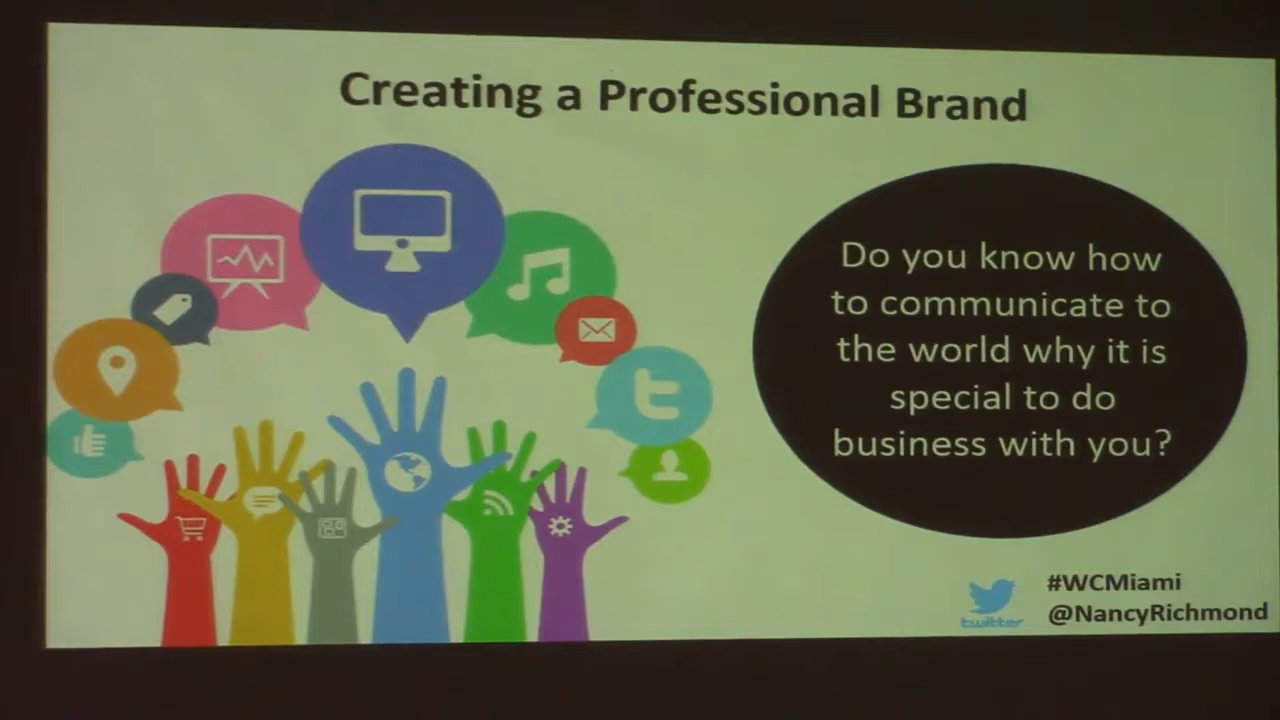 Creating a Professional Brand
Do you know how
to communicate to
the world why it is
special to do
business with you?
#WCMiami
twitter
@NancyRichmond